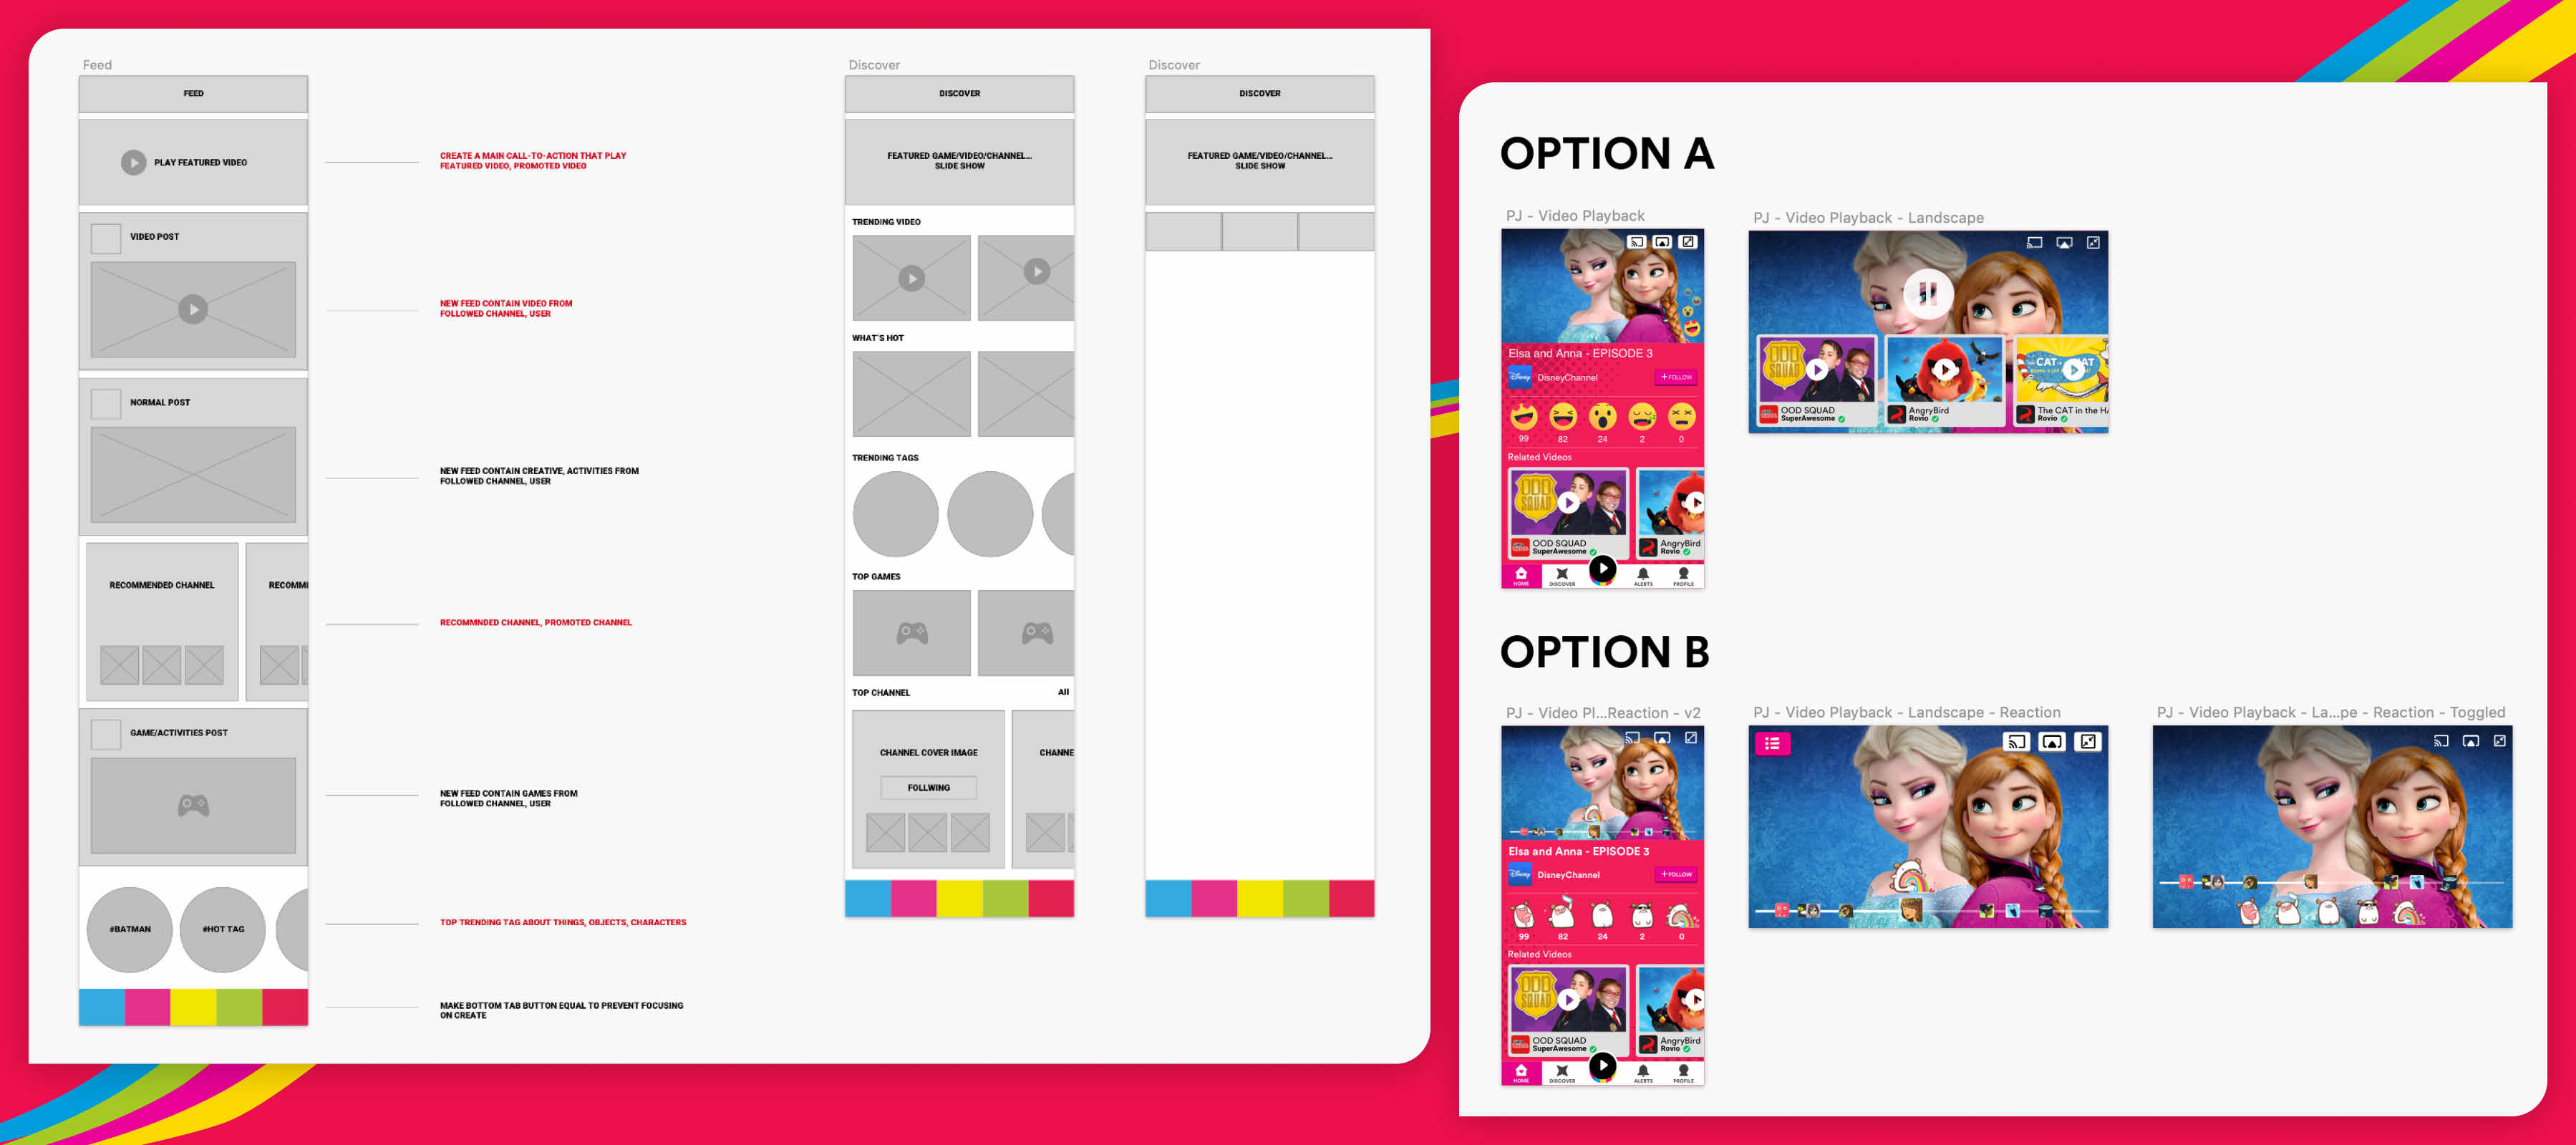 Feed
FEED
PLAY FEATURED VIDEO
CREATE A MAIN CALL-TO-ACTION THAT PLAY
FEATURED VIDEO, PROMOTED VIDEO
VIDEO POST
NEW FEED CONTAIN VIDEO FROM
FOLLOWED CHANNEL, USER
NORMAL POST
NEW FEED CONTAIN CREATIVE, ACTIVITIES FROM
FOLLOWED CHANNEL, USER
RECOMMENDED CHANNEL
RECOMM
RECOMMNDED CHANNEL, PROMOTED CHANNEL
GAME/ACTIVITIES POST
NEW FEED CONTAIN GAMES FROM
FOLLOWED CHANNEL, USER
#BATMAN
#HOT TAG
TOP TRENDING TAG ABOUT THINGS, OBJECTS, CHARACTERS
MAKE BOTTOM TAB BUTTON EQUAL TO PREVENT FOCUSING
ON CREATE
Discover
DISCOVER
FEATURED GAME/VIDEO/CHANNEL...
SLIDE SHOW
TRENDING VIDEO
WHAT'S HOT
TRENDING TAGS
TOP GAMES
TOP CHANNEL
All
CHANNEL COVER IMAGE
CHANNE
FOLLWING
Discover
DISCOVER
FEATURED GAME/VIDEO/CHANNEL...
SLIDE SHOW
OPTION A
PJ - Video Playback
Elsa and Anna - EPISODE 3
Disney
DisneyChannel
+ FOLLOW
99 82 24 2 0
Related Videos
ODD
SQUAD
OOD SQUAD
SuperAwesome
AngryBird
Rovio
HOME DISCOVER ALERTS PROFILE
PJ - Video Playback - Landscape
ODD
SQUAD
OOD SQUAD
SuperAwesome
AngryBird
Rovio
CAT
AT
The CAT in the HA
Rovio
OPTION B
PJ - Video Pl...Reaction - v2
Elsa and Anna - EPISODE 3
Disney
DisneyChannel
+ FOLLOW
99 82 24 2 0
Related Videos
ODD
SQUAD
OOD SQUAD
SuperAwesome
AngryBird
Rovio
HOME DISCOVER ALERTS PROFILE
PJ - Video Playback - Landscape - Reaction
PJ - Video Playback - La...pe - Reaction - Toggled